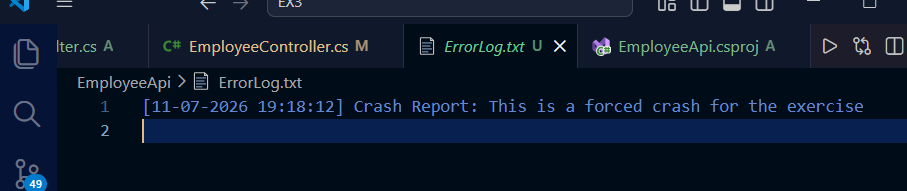 EX3
lter.cs A
C# EmployeeController.cs M
ErrorLog.txt U
EmployeeApi.csproj A
EmployeeApi > ErrorLog.txt
1 [11-07-2026 19:18:12] Crash Report: This is a forced crash for the exercise
2
49